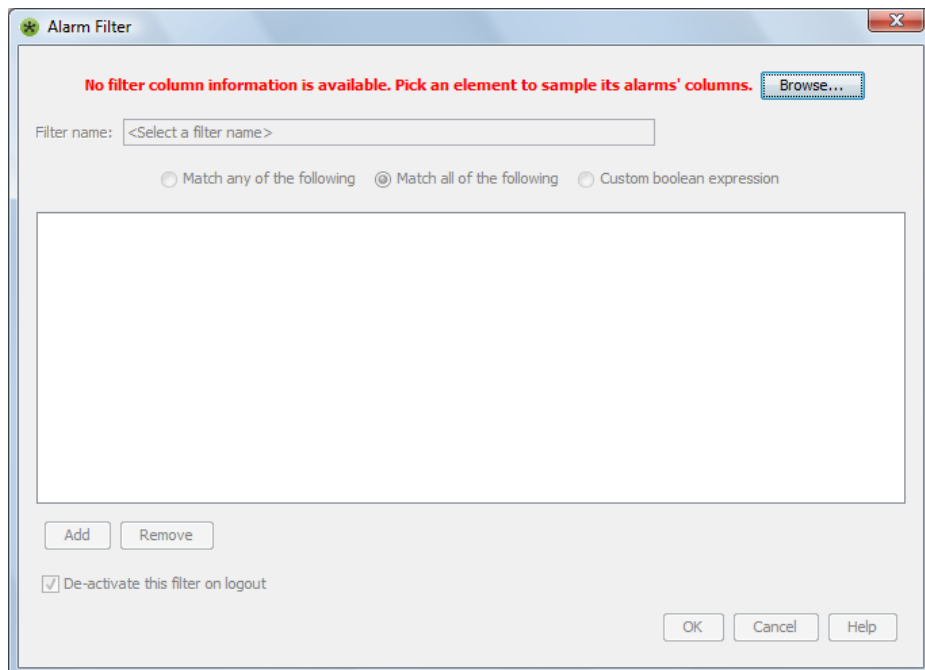 Alarm Filter
X
No filter column information is available. Pick an element to sample its alarms' columns. Browse...
Filter name: <Select a filter name>
Match any of the following Match all of the following Custom boolean expression
Add Remove
De-activate this filter on logout
OK Cancel Help